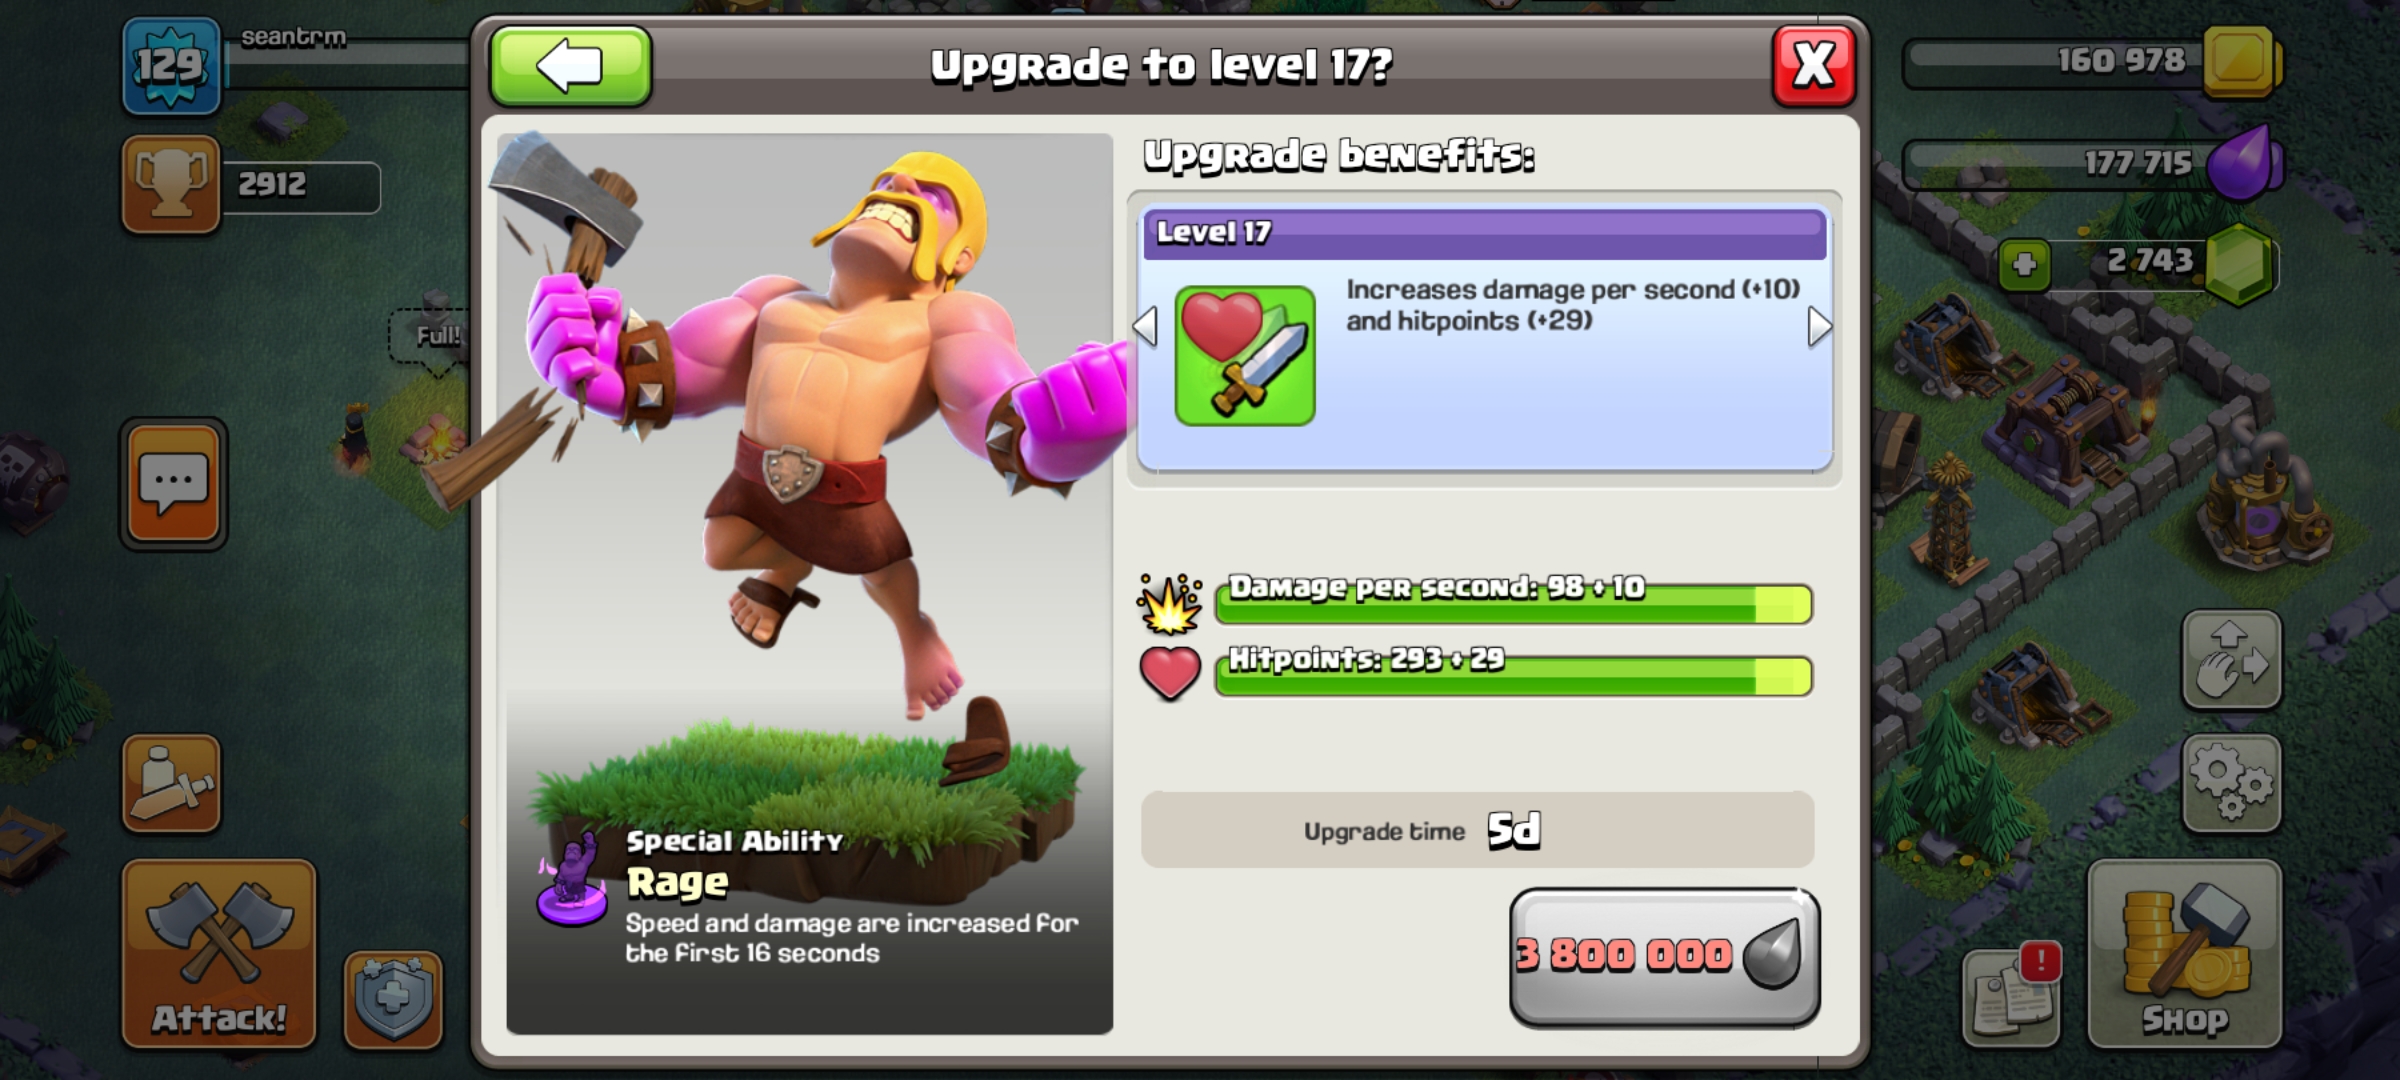 129
seantrm
Upgrade to level 17?
X
160 978
2912
177 715
2 743
Full!
Upgrade benefits:
Level 17
Increases damage per second (+10)
and hitpoints (+29)
Damage per second: 98 + 10
Hitpoints: 293 + 29
Upgrade time 5d
Special Ability
Rage
Speed and damage are increased for
the first 16 seconds
3 800 000
Attack!
!
Shop